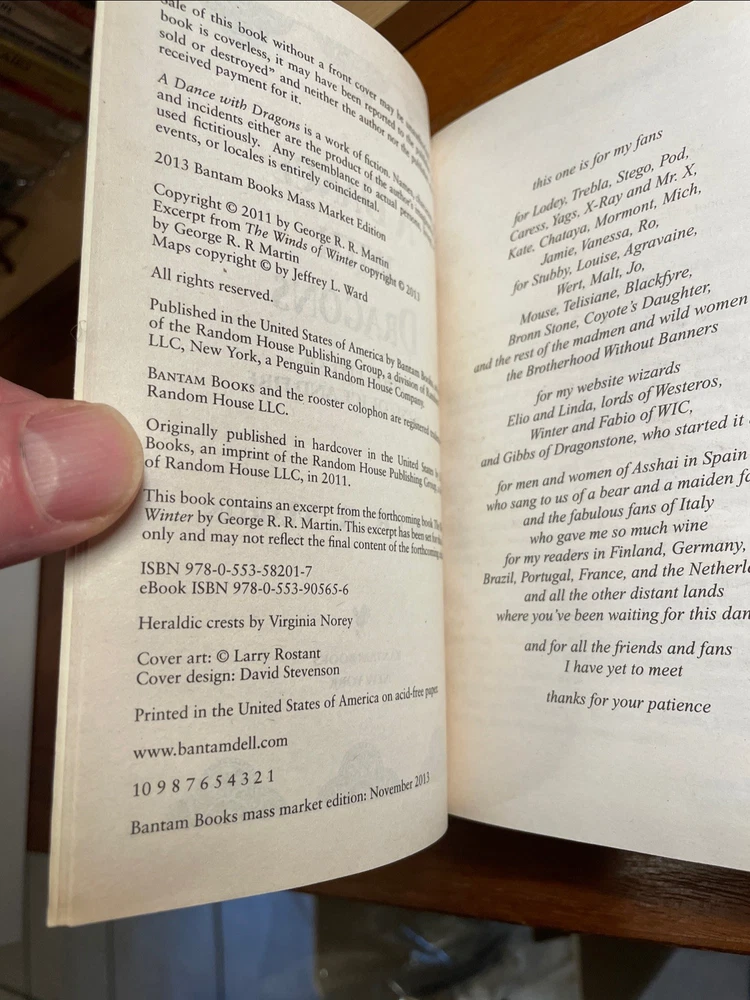 sale of this book without a front cover may be
book is coverless, it may have been reported to the
sold or destroyed" and neither the author nor the
received payment for it.
A Dance with Dragons is a work of fiction. Names,
and incidents either are the product of the author's
used fictitiously. Any resemblance to actual persons,
events, or locales is entirely coincidental.
2013 Bantam Books Mass Market Edition
Copyright © 2011 by George R. R. Martin
Excerpt from The Winds of Winter copyright © 2013
by George R. R Martin
Maps copyright © by Jeffrey L. Ward
All rights reserved.
Published in the United States of America by Bantam Books,
of the Random House Publishing Group, a division of
LLC, New York, a Penguin Random House Company.
BANTAM BOOKS and the rooster colophon are registered
Random House LLC.
Originally published in hardcover in the United States by
Books, an imprint of the Random House Publishing Group,
of Random House LLC, in 2011.
This book contains an excerpt from the forthcoming book
Winter by George R. R. Martin. This excerpt has been set for
only and may not reflect the final content of the forthcoming
ISBN 978-0-553-58201-7
eBook ISBN 978-0-553-90565-6
Heraldic crests by Virginia Norey
Cover art: © Larry Rostant
Cover design: David Stevenson
Printed in the United States of America on acid-free paper
www.bantamdell.com
10 9 8 7 6 5 4 3 2 1
Bantam Books mass market edition: November 2013
this one is for my fans
for Lodey, Trebla, Stego, Pod,
Caress, Yags, X-Ray and Mr. X,
Kate, Chataya, Mormont, Mich,
Jamie, Vanessa, Ro,
for Stubby, Louise, Agravaine,
Wert, Malt, Jo,
Mouse, Telisiane, Blackfyre,
Bronn Stone, Coyote's Daughter,
and the rest of the madmen and wild women
the Brotherhood Without Banners
for my website wizards
Elio and Linda, lords of Westeros,
Winter and Fabio of WIC,
and Gibbs of Dragonstone, who started it
for men and women of Asshai in Spain
who sang to us of a bear and a maiden
and the fabulous fans of Italy
who gave me so much wine
for my readers in Finland, Germany,
Brazil, Portugal, France, and the
and all the other distant lands
where you've been waiting for this
and for all the friends and fans
I have yet to meet
thanks for your patience